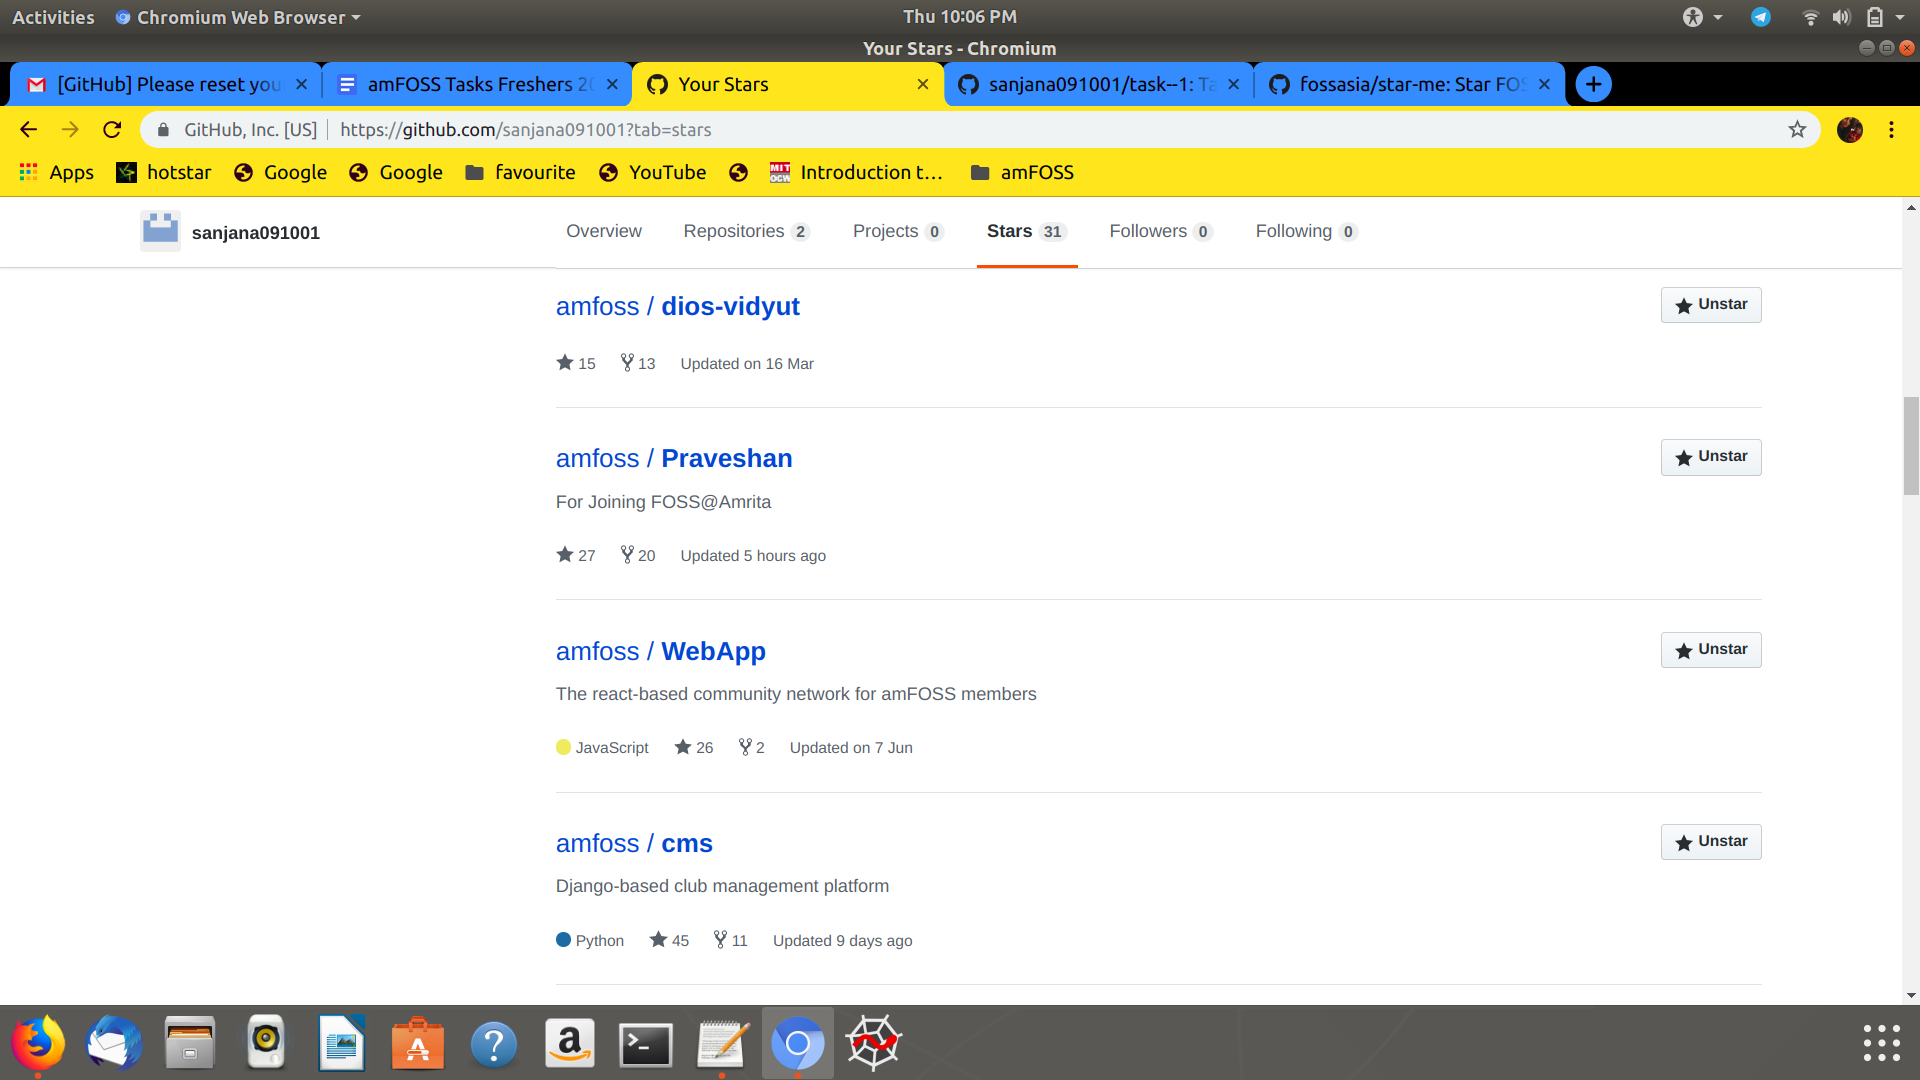 Activities Chromium Web Browser Thu 10:06 PM
Your Stars - Chromium
[GitHub] Please reset you amFOSS Tasks Freshers 20 Your Stars sanjana091001/task--1: Ta fossasia/star-me: Star FOS
GitHub, Inc. [US] https://github.com/sanjana091001?tab=stars
Apps hotstar Google Google favourite YouTube MIT OCW Introduction t... amFOSS
sanjana091001 Overview Repositories 2 Projects 0 Stars 31 Followers 0 Following 0
amfoss / dios-vidyut Unstar
15 13 Updated on 16 Mar
amfoss / Praveshan Unstar
For Joining FOSS@Amrita
27 20 Updated 5 hours ago
amfoss / WebApp Unstar
The react-based community network for amFOSS members
JavaScript 26 2 Updated on 7 Jun
amfoss / cms Unstar
Django-based club management platform
Python 45 11 Updated 9 days ago